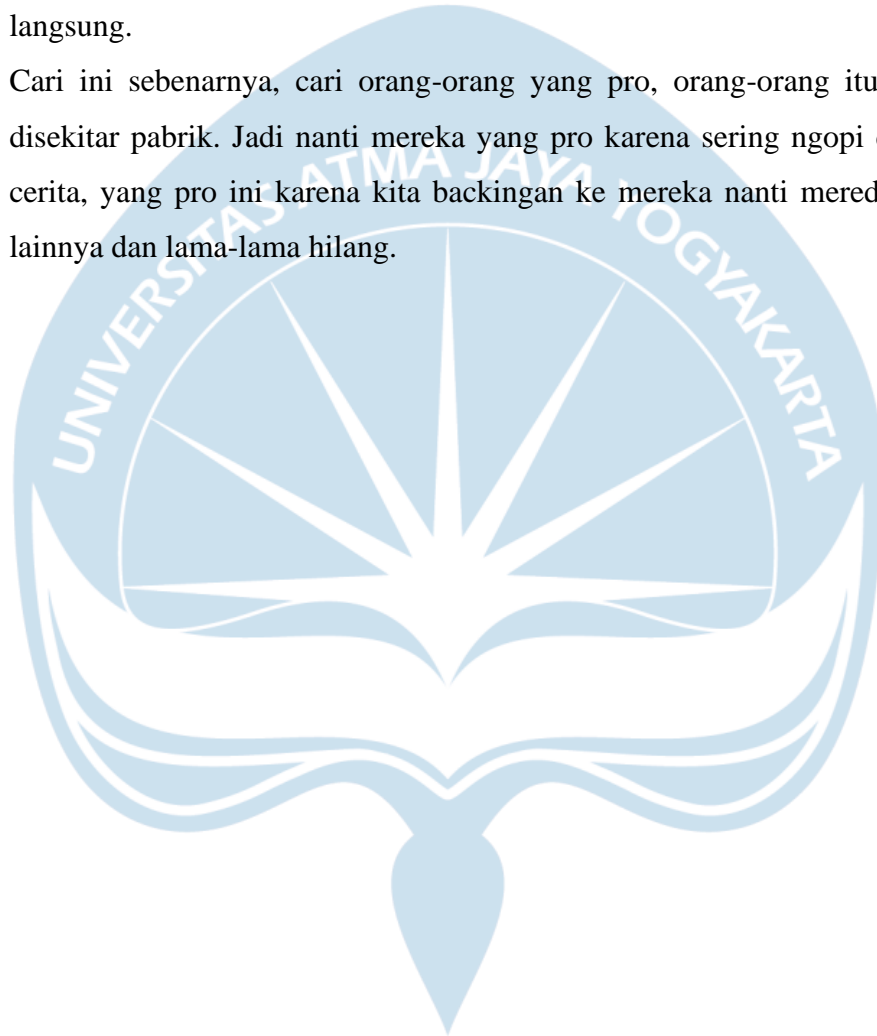 langsung.
Cari ini sebenarnya, cari orang-orang yang pro, orang-orang itu
disekitar pabrik. Jadi nanti mereka yang pro karena sering ngopi
cerita, yang pro ini karena kita backingan ke mereka nanti mered
lainnya dan lama-lama hilang.
UNIVERSITAS ATMA JAYA YOGYAKARTA